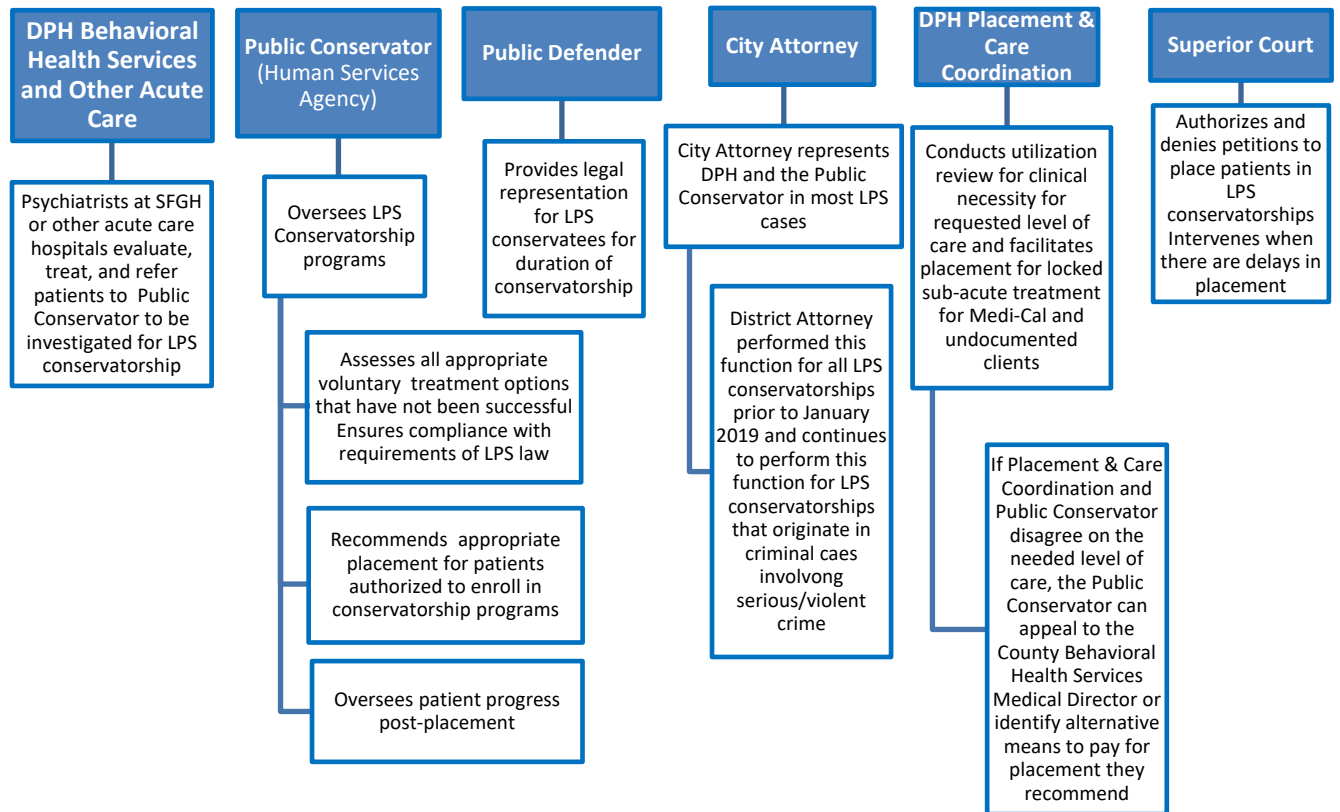 DPH Behavioral
Health Services
and Other Acute
Care
Psychiatrists at SFGH
or other acute care
hospitals evaluate,
treat, and refer
patients to Public
Conservator to be
investigated for LPS
conservatorship
Public Conservator
(Human Services
Agency)
Oversees LPS
Conservatorship
programs
Assesses all appropriate
voluntary treatment options
that have not been successful
Ensures compliance with
requirements of LPS law
Recommends appropriate
placement for patients
authorized to enroll in
conservatorship programs
Oversees patient progress
post-placement
Public Defender
Provides legal
representation
for LPS
conservatees for
duration of
conservatorship
City Attorney
City Attorney represents
DPH and the Public
Conservator in most LPS
cases
District Attorney
performed this
function for all LPS
conservatorships
prior to January
2019 and continues
to perform this
function for LPS
conservatorships
that originate in
criminal caes
involvong
serious/violent
crime
DPH Placement &
Care
Coordination
Conducts utilization
review for clinical
necessity for
requested level of
care and facilitates
placement for locked
sub-acute treatment
for Medi-Cal and
undocumented
clients
If Placement & Care
Coordination and
Public Conservator
disagree on the
needed level of
care, the Public
Conservator can
appeal to the
County Behavioral
Health Services
Medical Director or
identify alternative
means to pay for
placement they
recommend
Superior Court
Authorizes and
denies petitions to
place patients in
LPS
conservatorships
Intervenes when
there are delays in
placement